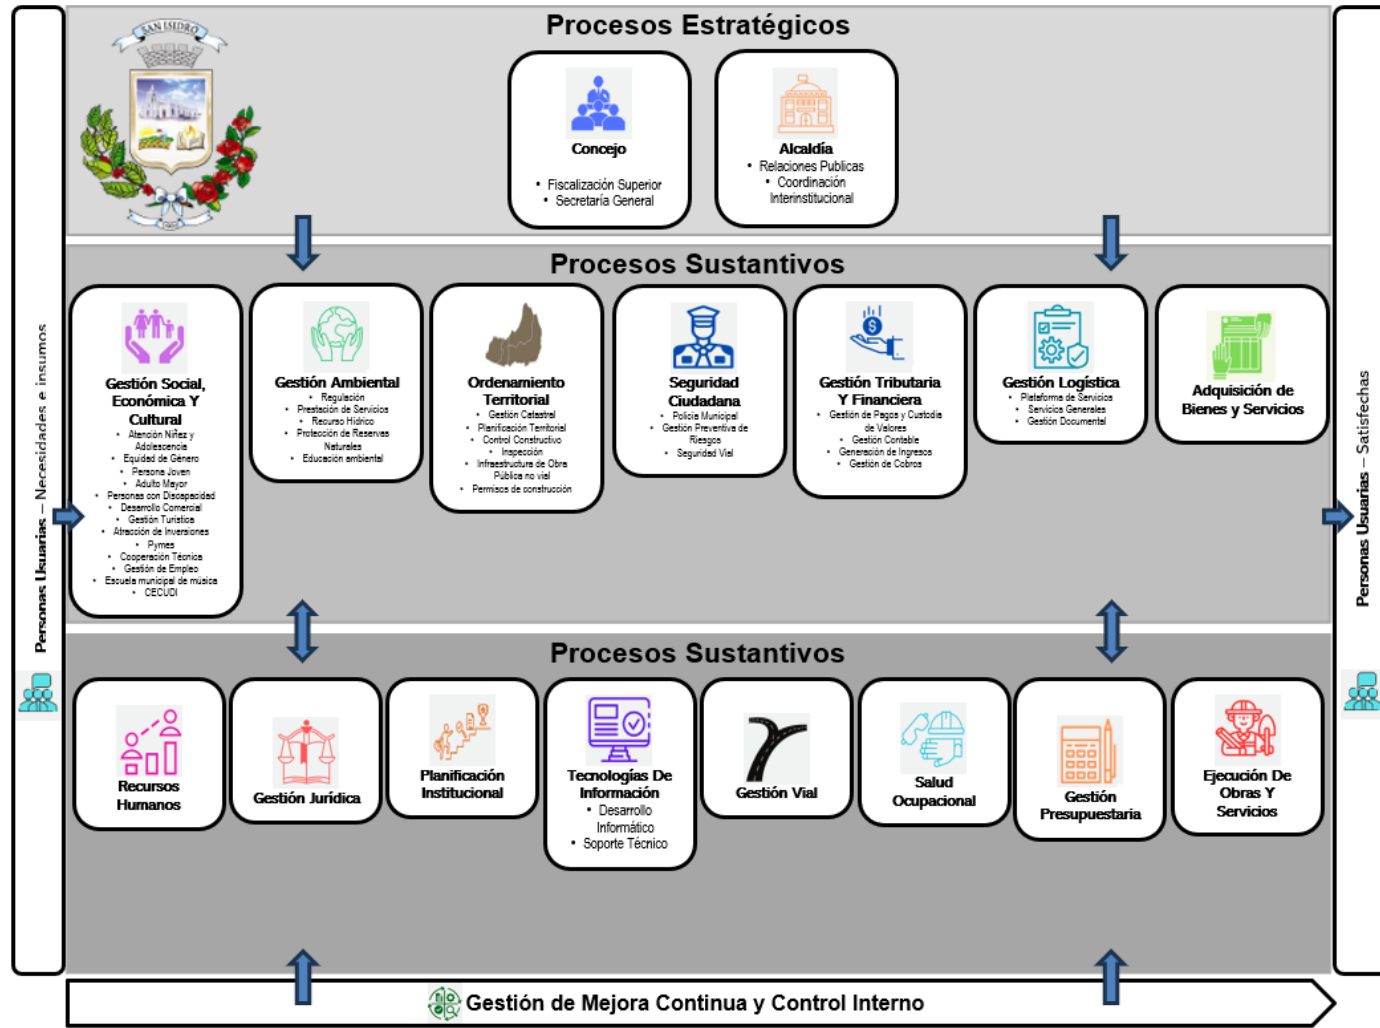 Procesos Estratégicos
SAN ISIDRO
1905
Concejo
• Fiscalización Superior
• Secretaría General
Alcaldía
• Relaciones Publicas
• Coordinación
Interinstitucional
Personas Usuarias – Necesidades e insumos
Procesos Sustantivos
Gestión Social,
Económica Y
Cultural
• Atención Niñez y
Adolescencia
• Equidad de Género
• Persona Joven
• Adulto Mayor
• Personas con Discapacidad
• Desarrollo Comercial
• Gestión Turística
• Atracción de Inversiones
• Pymes
• Cooperación Técnica
• Gestión de Empleo
• Escuela municipal de música
• CECUDI
Gestión Ambiental
• Regulación
• Prestación de Servicios
• Recurso Hídrico
• Protección de Reservas
Naturales
• Educación ambiental
Ordenamiento
Territorial
• Gestión Catastral
• Planificación Territorial
• Control Constructivo
• Inspección
• Infraestructura de Obra
Pública no vial
• Permisos de construcción
Seguridad
Ciudadana
• Policía Municipal
• Gestión Preventiva de
Riesgos
• Seguridad Vial
Gestión Tributaria
Y Financiera
• Gestión de Pagos y Custodia
de Valores
• Gestión Contable
• Generación de Ingresos
• Gestión de Cobros
Gestión Logística
• Plataforma de Servicios
• Servicios Generales
• Gestión Documental
Adquisición de
Bienes y Servicios
Personas Usuarias – Satisfechas
Procesos Sustantivos
Recursos
Humanos
Gestión Jurídica
Planificación
Institucional
Tecnologías De
Información
• Desarrollo
Informático
• Soporte Técnico
Gestión Vial
Salud
Ocupacional
Gestión
Presupuestaria
Ejecución De
Obras Y
Servicios
Gestión de Mejora Continua y Control Interno